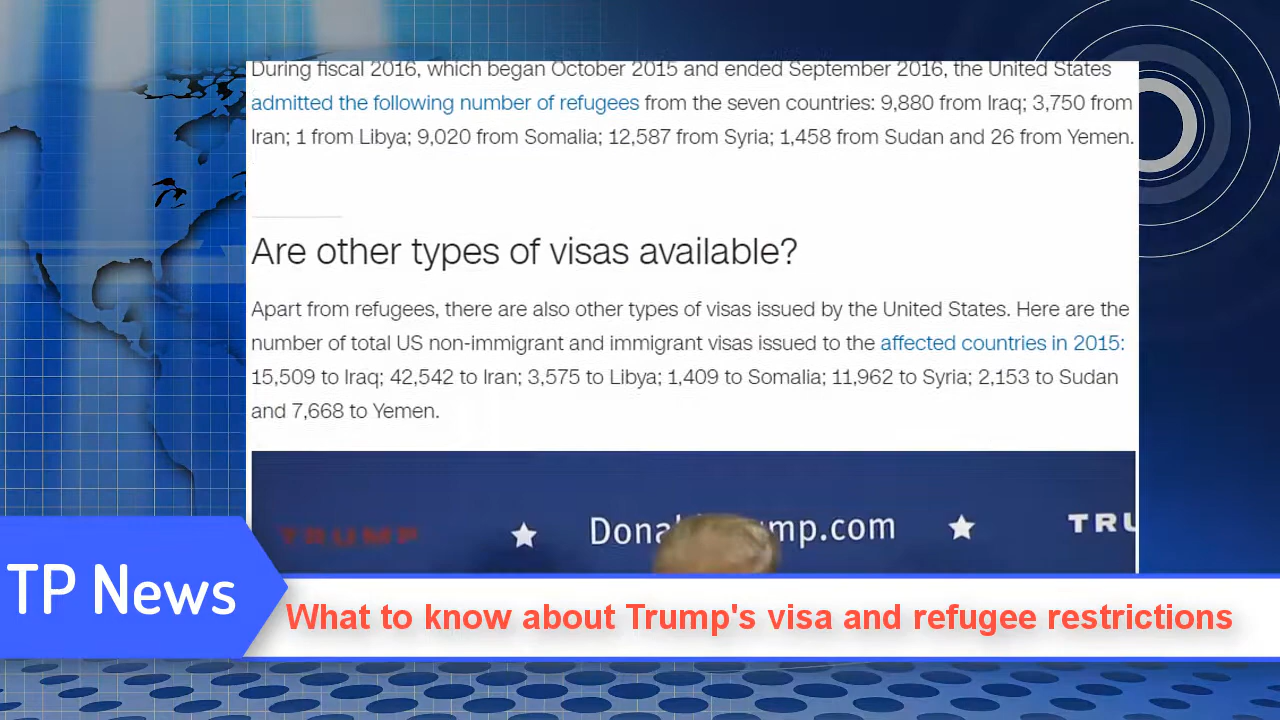 During fiscal 2016, which began October 2015 and ended September 2016, the United States
admitted the following number of refugees from the seven countries: 9,880 from Iraq; 3,750 from
Iran; 1 from Libya; 9,020 from Somalia; 12,587 from Syria; 1,458 from Sudan and 26 from Yemen.
Are other types of visas available?
Apart from refugees, there are also other types of visas issued by the United States. Here are the
number of total US non-immigrant and immigrant visas issued to the affected countries in 2015:
15,509 to Iraq; 42,542 to Iran; 3,575 to Libya; 1,409 to Somalia; 11,962 to Syria; 2,153 to Sudan
and 7,668 to Yemen.
TRUMP Dona mp.com TRU
TP News
What to know about Trump's visa and refugee restrictions